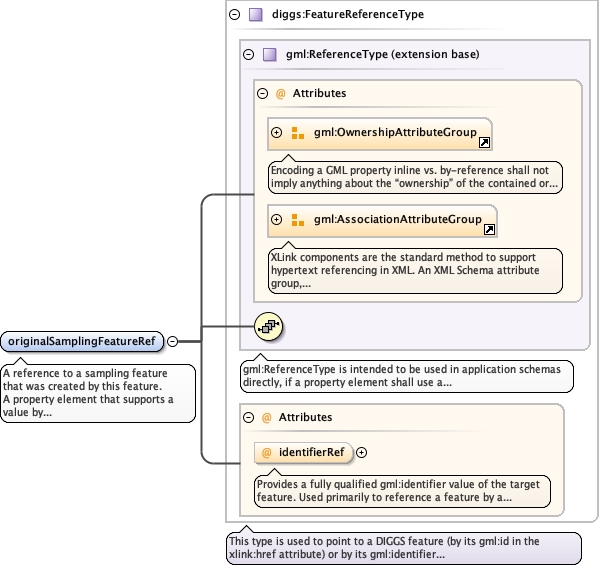 diggs:FeatureReferenceType
gml:ReferenceType (extension base)
@ Attributes
gml:OwnershipAttributeGroup
Encoding a GML property inline vs. by-reference shall not
imply anything about the “ownership” of the contained or...
gml:AssociationAttributeGroup
XLink components are the standard method to support
hypertext referencing in XML. An XML Schema attribute
group,...
originalSamplingFeatureRef
A reference to a sampling feature
that was created by this feature.
A property element that supports a
value by...
gml:ReferenceType is intended to be used in application schemas
directly, if a property element shall use a...
@ Attributes
@ identifierRef
Provides a fully qualified gml:identifier value of the target
feature. Used primarily to reference a feature by a...
This type is used to point to a DIGGS feature (by its gml:id in the
xlink:href attribute) or by its gml:identifier...